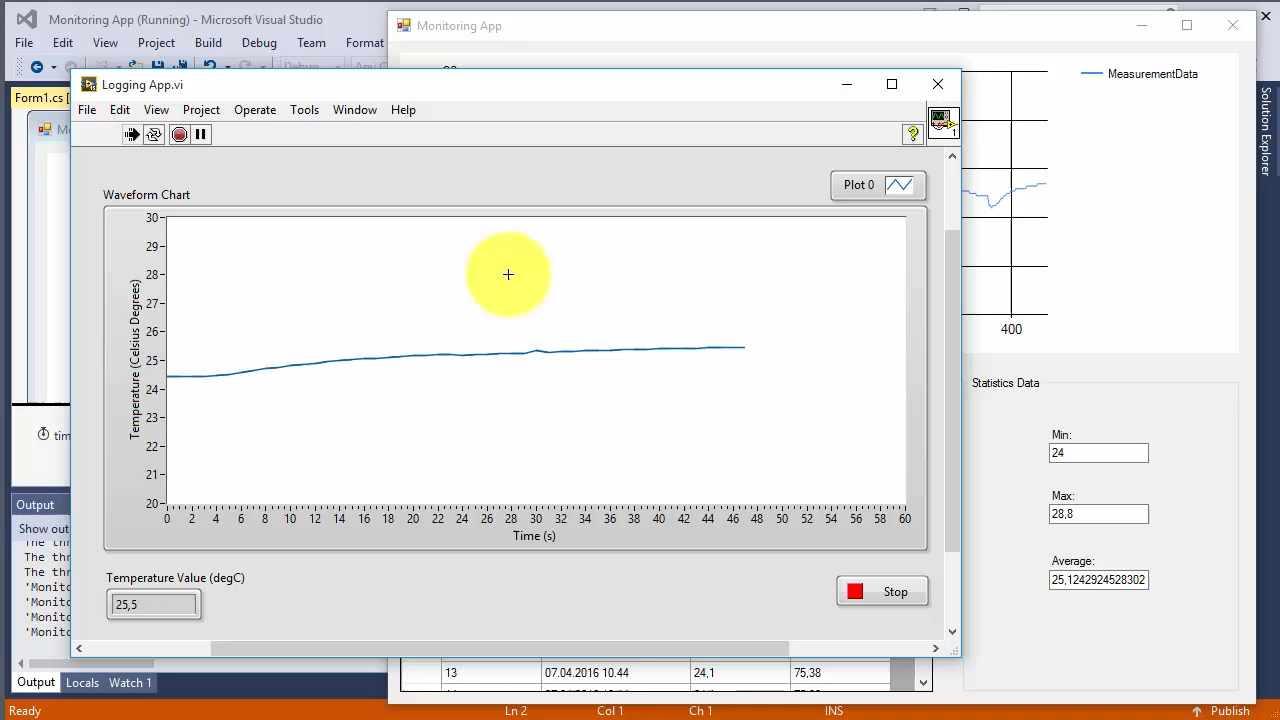 Monitoring App (Running) - Microsoft Visual Studio
File Edit View Project Build Debug Team Format
Form1.cs
Monitoring App
MeasurementData
400
Statistics Data
Min:
24
Max:
28,8
Average:
25,1242924528302
Solution Explorer
Logging App.vi
File Edit View Project Operate Tools Window Help
1
Waveform Chart
Plot 0
Temperature (Celsius Degrees)
30
29
28
27
26
25
24
23
22
21
20
0 2 4 6 8 10 12 14 16 18 20 22 24 26 28 30 32 34 36 38 40 42 44 46 48 50 52 54 56 58 60
Time (s)
Temperature Value (degC)
25,5
Stop
13 07.04.2016 10.44 24,1 75,38
tim
Output
Show out
The thr
The thr
'Monito
'Monito
'Monito
'Monito
Output Locals Watch 1
Ready Ln 2 Col 1 Ch 1 INS Publish